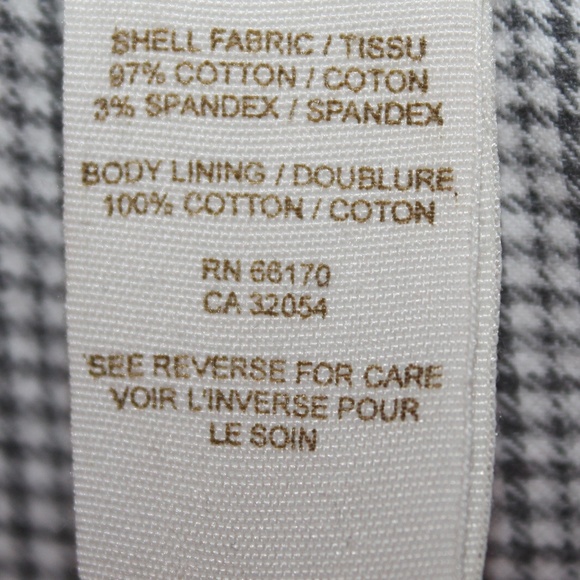 SHELL FABRIC / TISSU
97% COTTON / COTON
3% SPANDEX / SPANDEX
BODY LINING / DOUBLURE
100% COTTON / COTON
RN 66170
CA 32054
SEE REVERSE FOR CARE
VOIR L'INVERSE POUR
LE SOIN